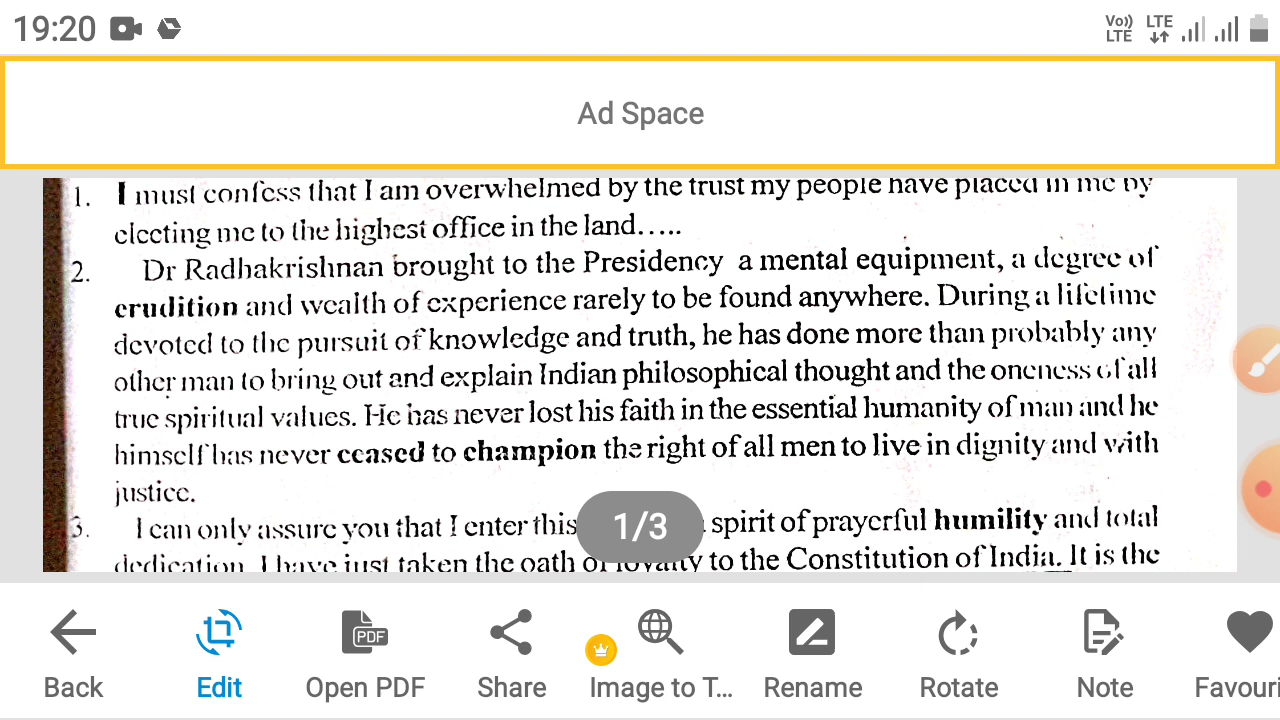 19:20 Vo)) LTE LTE
Ad Space
1. I must confess that I am overwhelmed by the trust my people have placed in me by
electing me to the highest office in the land.....
2. Dr Radhakrishnan brought to the Presidency a mental equipment, a degree of
erudition and wealth of experience rarely to be found anywhere. During a lifetime
devoted to the pursuit of knowledge and truth, he has done more than probably any
other man to bring out and explain Indian philosophical thought and the oneness of all
true spiritual values. He has never lost his faith in the essential humanity of man and he
himself has never ceased to champion the right of all men to live in dignity and with
justice.
3. I can only assure you that I enter this spirit of prayerful humility and total
1/3
dedication. I have just taken the oath of loyalty to the Constitution of India. It is the
PDF
Back Edit Open PDF Share Image to T... Rename Rotate Note Favouri